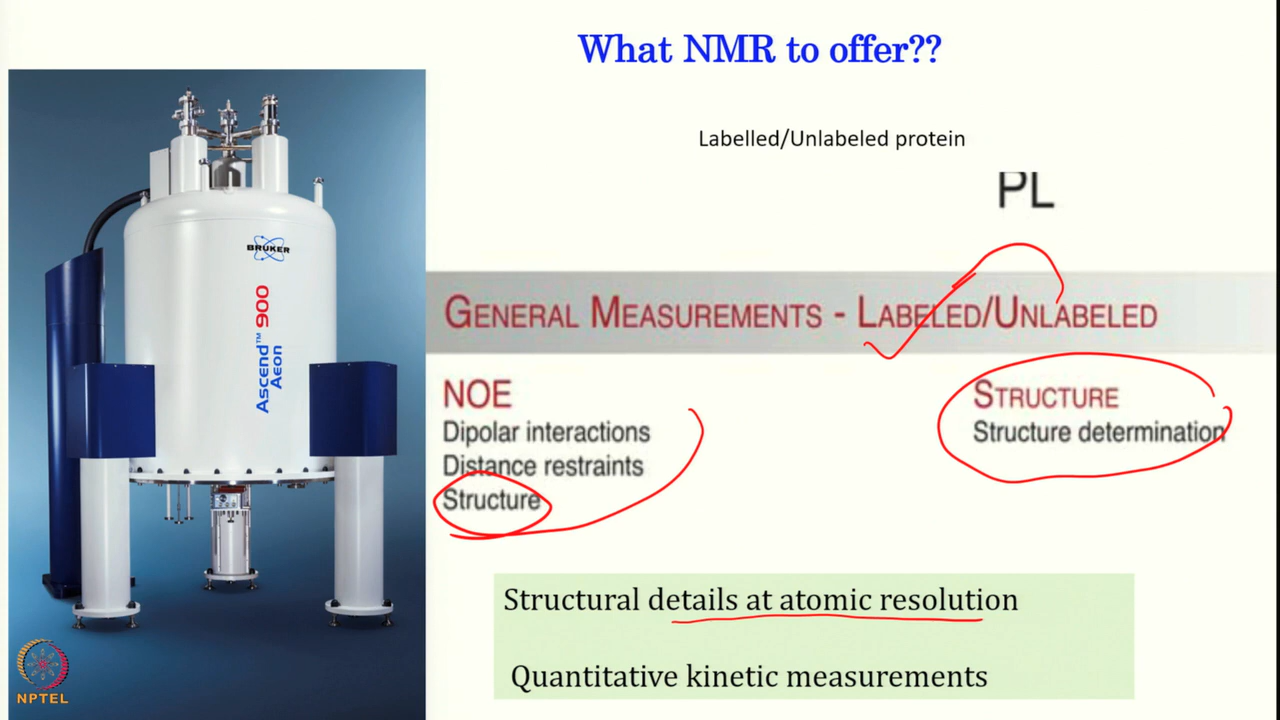 What NMR to offer??
Labelled/Unlabeled protein
PL
GENERAL MEASUREMENTS - LABELED/UNLABELED
NOE
Dipolar interactions
Distance restraints
Structure
STRUCTURE
Structure determination
Structural details at atomic resolution
Quantitative kinetic measurements
BRUKER
Ascend™ 900
Aeon
NPTEL